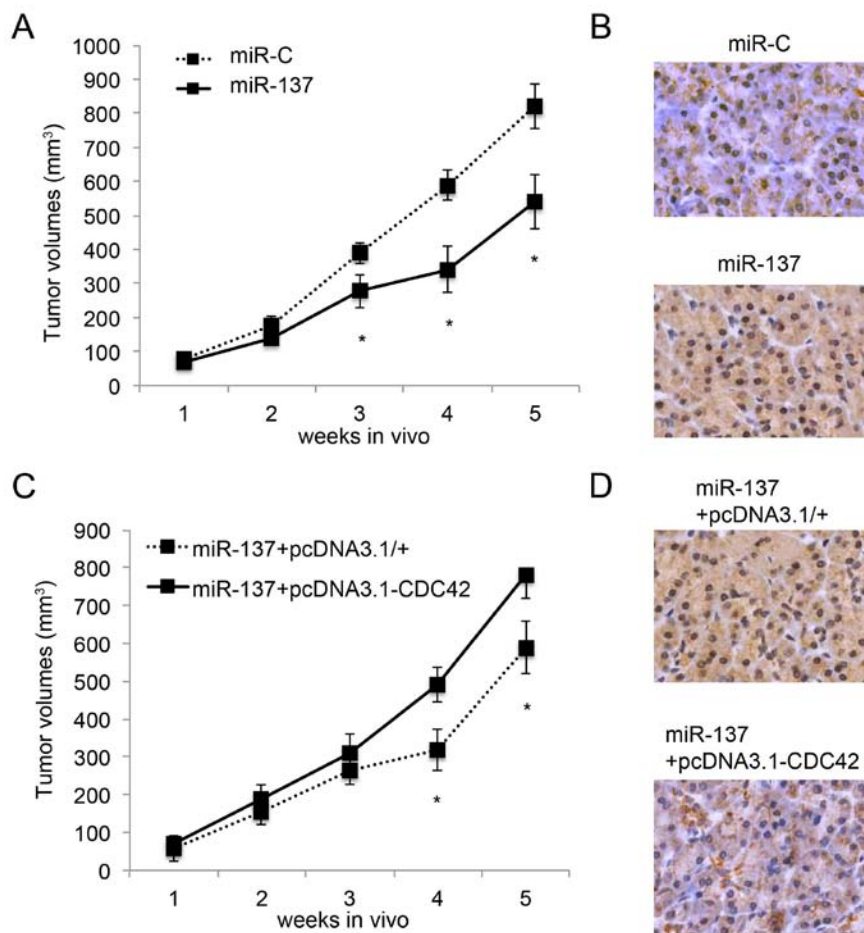 A
1000
900
800
700
600
500
400
300
200
100
0
Tumor volumes (mm³)
miR-C
miR-137
*
*
*
1 2 3 4 5
weeks in vivo
B
miR-C
miR-137
C
900
800
700
600
500
400
300
200
100
0
Tumor volumes (mm³)
miR-137+pcDNA3.1/+
miR-137+pcDNA3.1-CDC42
*
*
1 2 3 4 5
weeks in vivo
D
miR-137
+pcDNA3.1/+
miR-137
+pcDNA3.1-CDC42